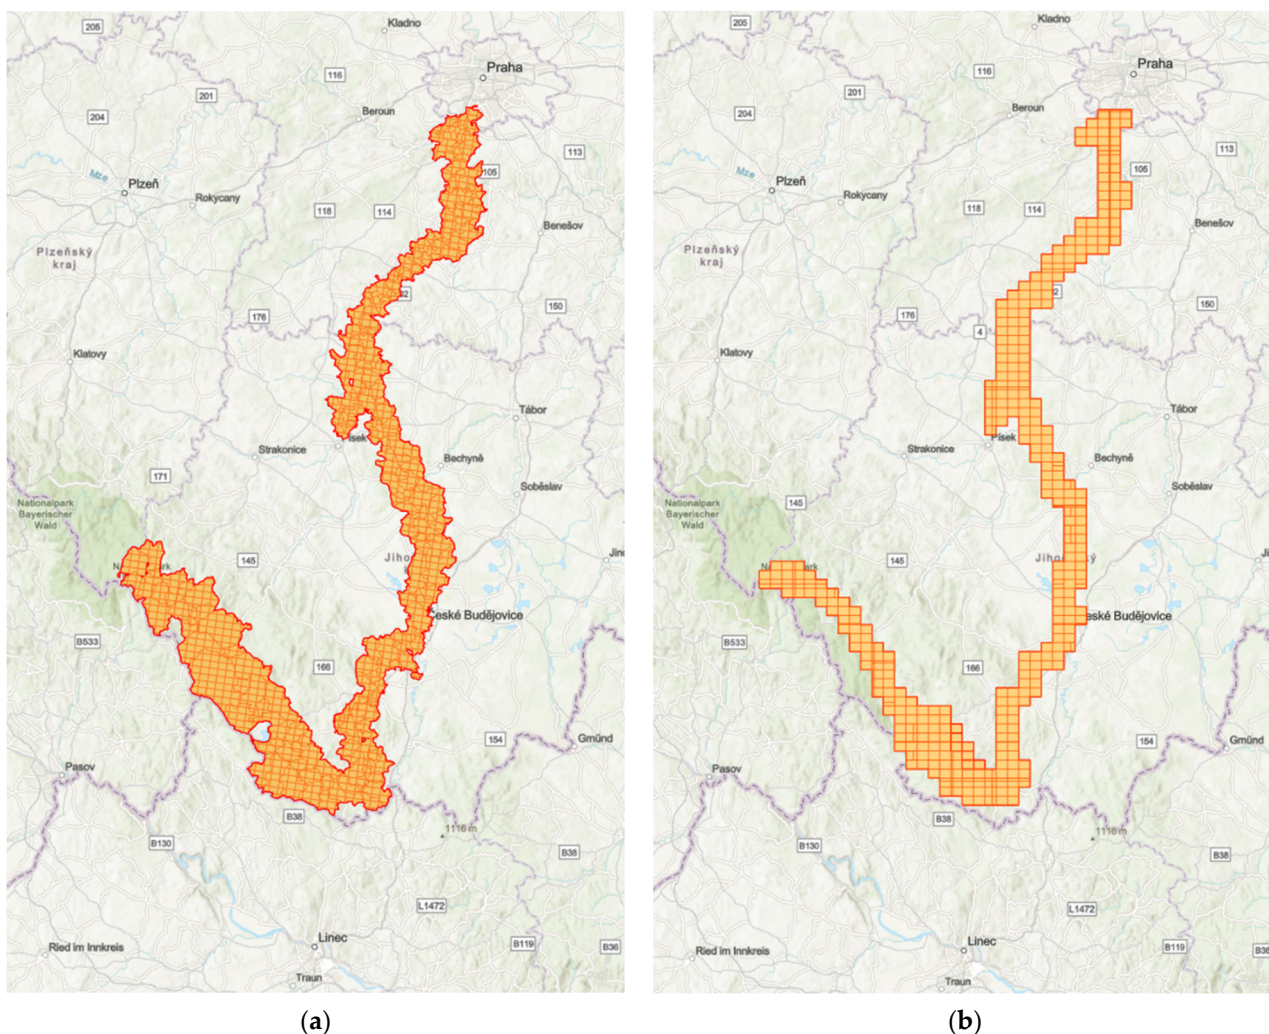 205
Kladno
Praha
116
201
204
Beroun
113
Mze
105
Plzeň
Rokycany
118
114
Benešov
Plzeňský
kraj
150
176
Klatovy
Tábor
Strakonice
Bechyně
171
Soběslav
Nationalpark
Bayerischer
Wald
145
České Budějovice
B533
166
154
Gmünd
Pasov
B38
1116 m
B130
B38
L1472
Linec
B119
B36
Ried im Innkreis
Traun
(a)
205
Kladno
Praha
116
201
204
Beroun
113
Mze
105
Plzeň
Rokycany
118
114
Benešov
Plzeňský
kraj
150
176
4
Klatovy
Tábor
Písek
Strakonice
Bechyně
Soběslav
145
Nationalpark
Bayerischer
Wald
145
B533
166
154
Gmünd
Pasov
B38
1116 m
B130
B38
L1472
Linec
B119
Ried im Innkreis
Traun
(b)